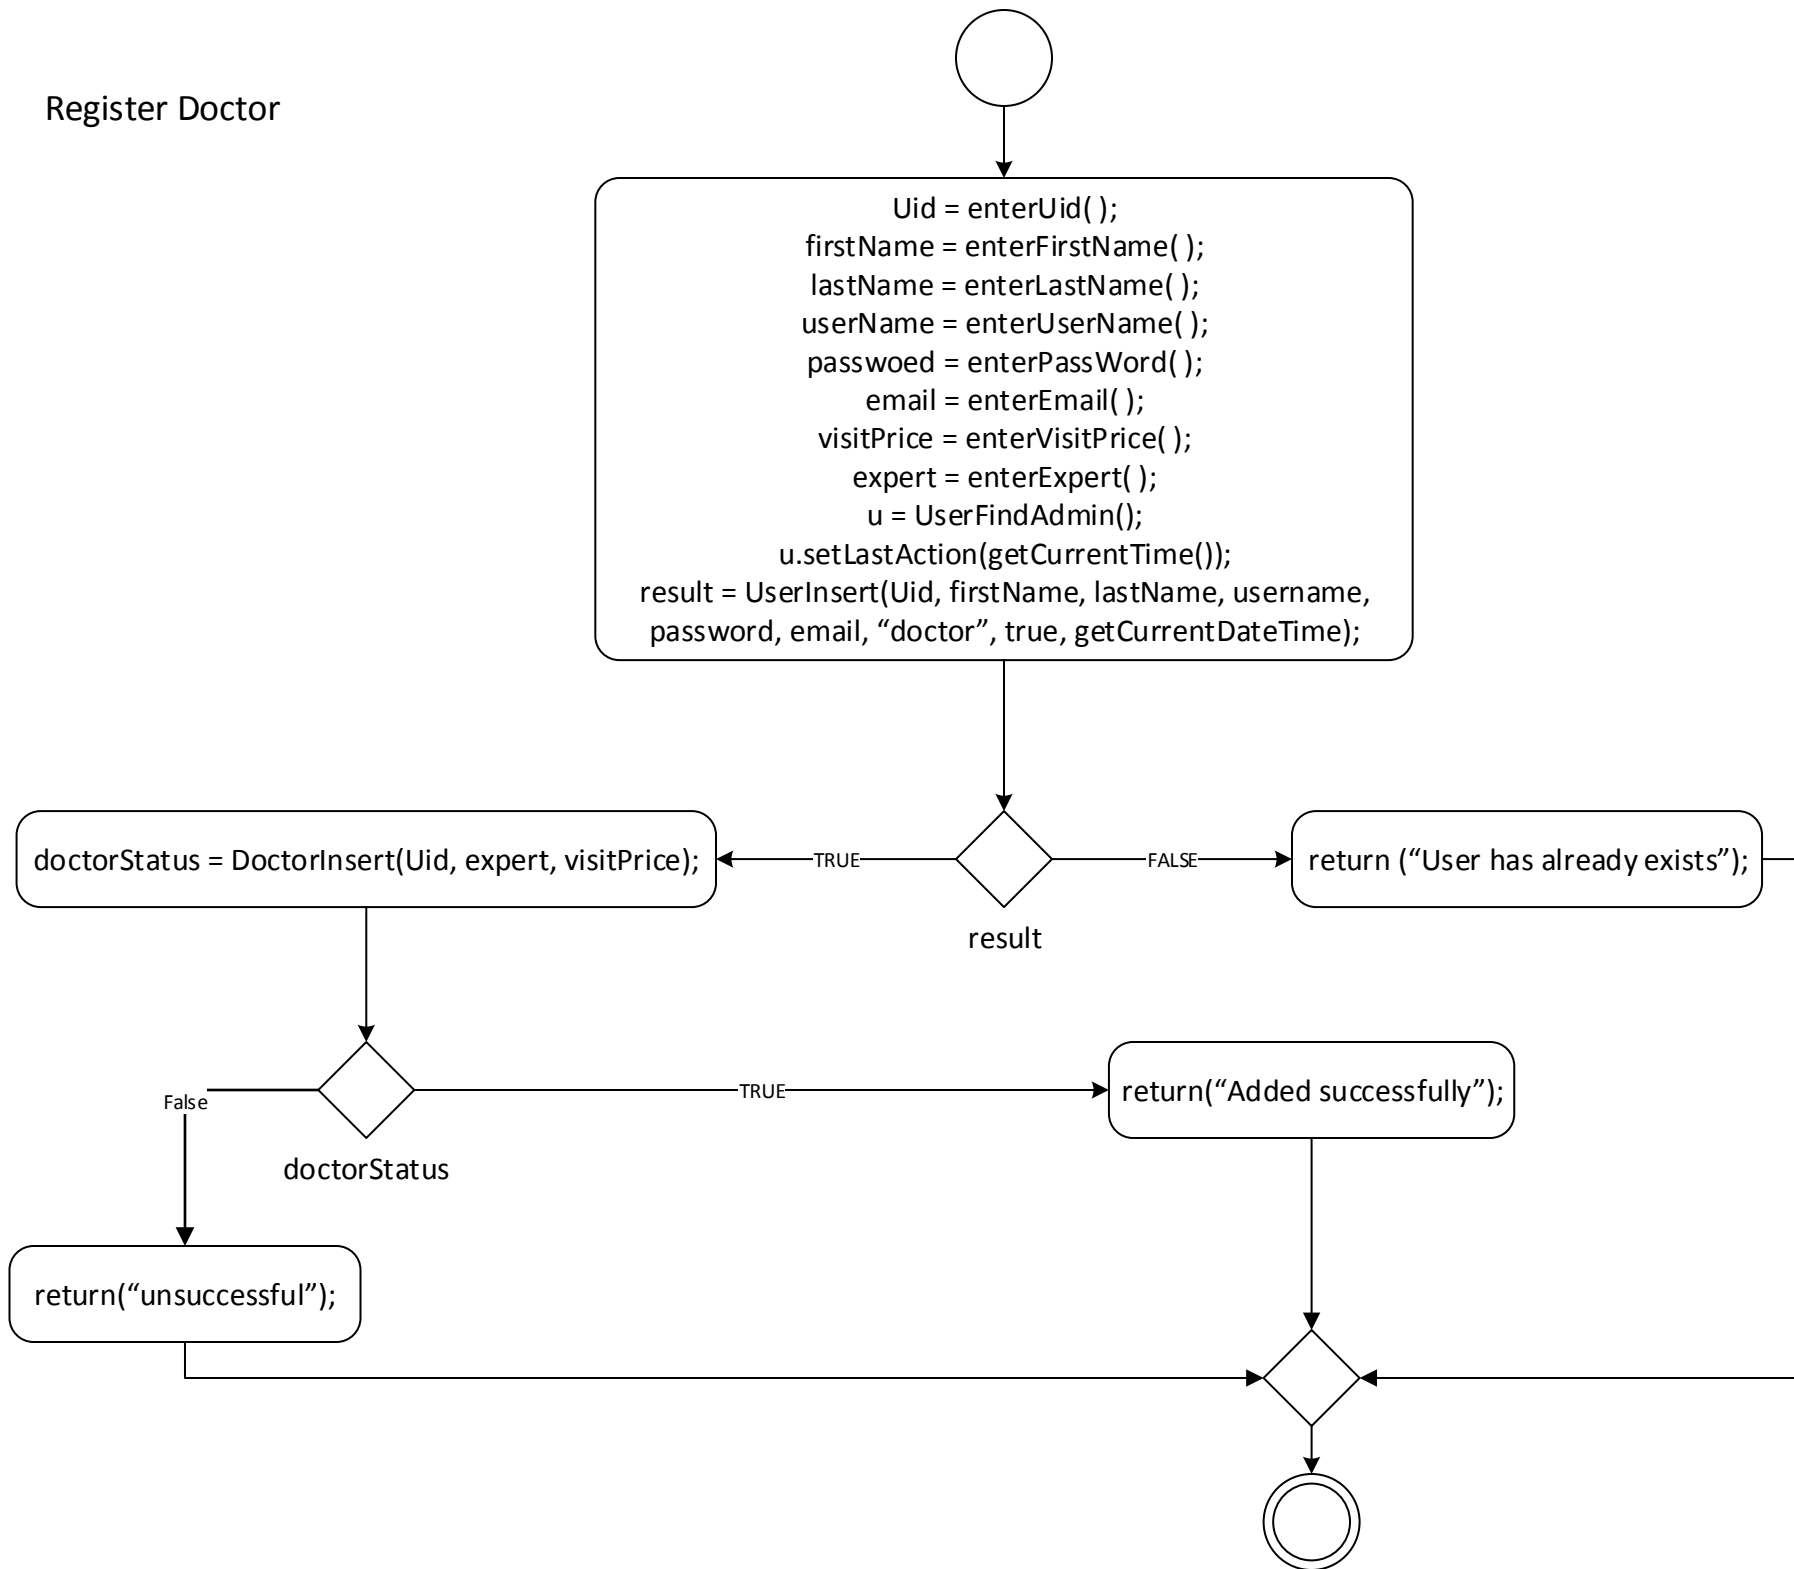 Register Doctor
Uid = enterUid( );
firstName = enterFirstName( );
lastName = enterLastName( );
userName = enterUserName( );
passwoed = enterPassWord( );
email = enterEmail( );
visitPrice = enterVisitPrice( );
expert = enterExpert( );
u = UserFindAdmin();
u.setLastAction(getCurrentTime());
result = UserInsert(Uid, firstName, lastName, username,
password, email, “doctor”, true, getCurrentDateTime);
doctorStatus = DoctorInsert(Uid, expert, visitPrice);
TRUE
FALSE
return (“User has already exists”);
result
False
TRUE
return(“Added successfully”);
doctorStatus
return(“unsuccessful”);